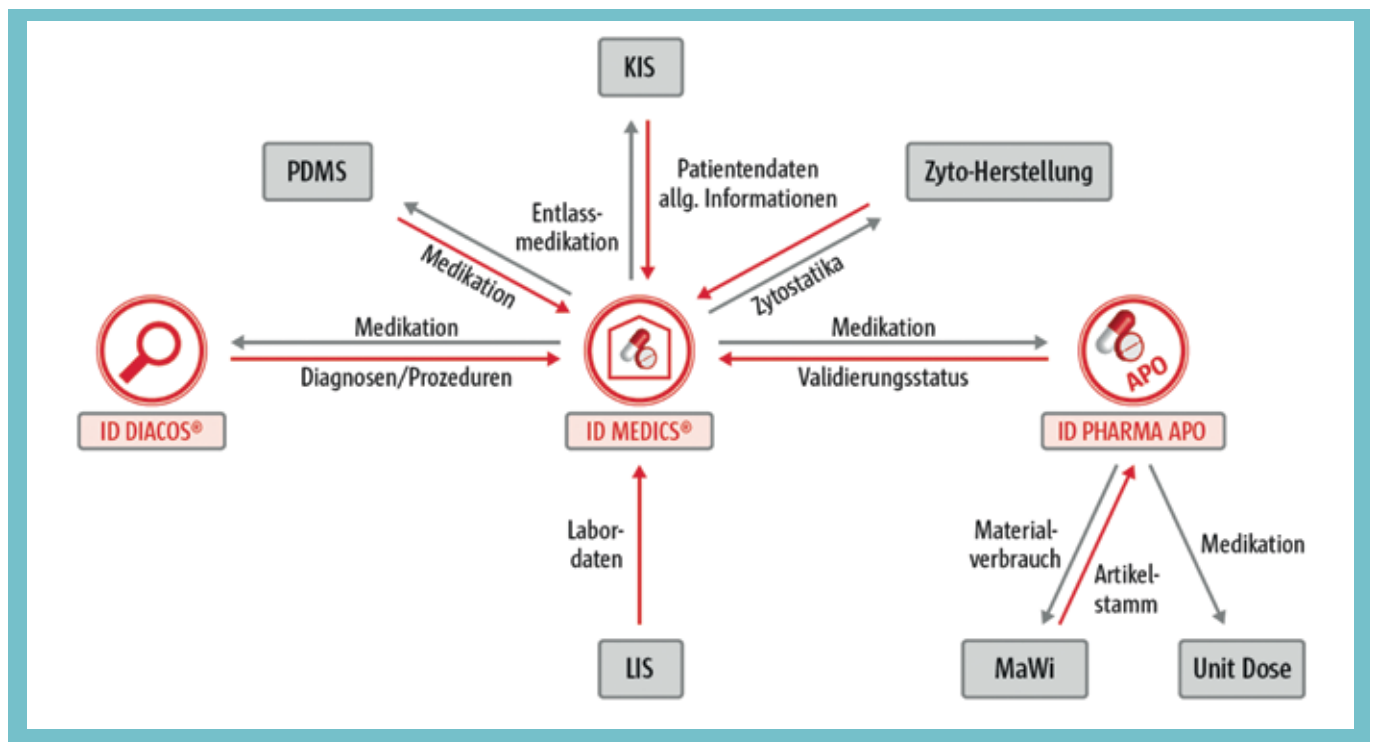 KIS
PDMS
Zyto-Herstellung
Patientendaten
allg. Informationen
Entlass-
medikation
Medikation
Zytostatika
Medikation
Diagnosen/Prozeduren
Medikation
Validierungsstatus
APO
ID DIACOS®
ID MEDICS®
ID PHARMA APO
Labor-
daten
Material-
verbrauch
Artikel-
stamm
Medikation
LIS
MaWi
Unit Dose